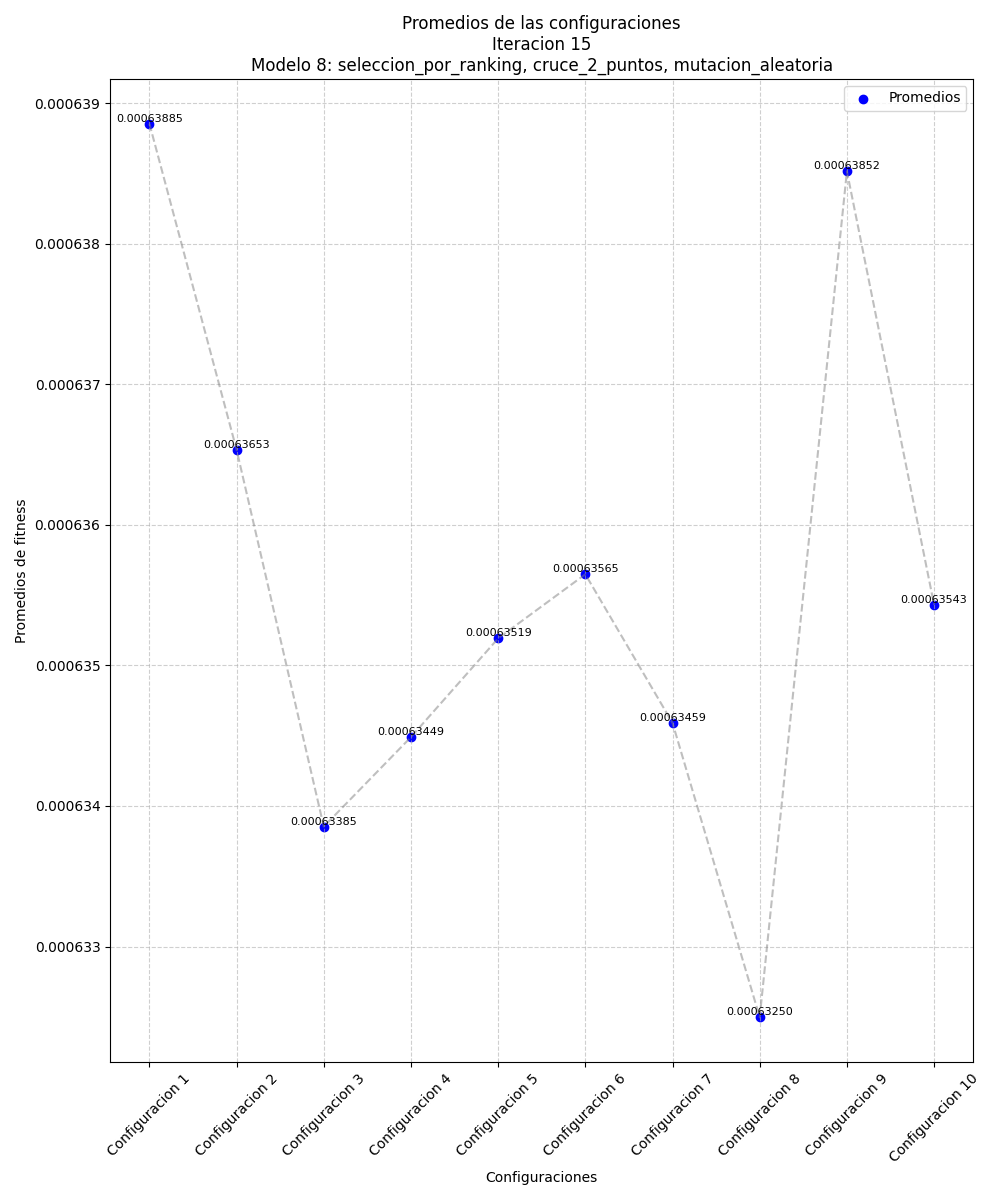 Promedios de las configuraciones
Iteracion 15
Modelo 8: seleccion_por_ranking, cruce_2_puntos, mutacion_aleatoria
Promedios
0.000639
0.000638
0.000637
0.000636
0.000635
0.000634
0.000633
Promedios de fitness
0.00063885
0.00063653
0.00063385
0.00063449
0.00063519
0.00063565
0.00063459
0.00063250
0.00063852
0.00063543
Configuracion 1
Configuracion 2
Configuracion 3
Configuracion 4
Configuracion 5
Configuracion 6
Configuracion 7
Configuracion 8
Configuracion 9
Configuracion 10
Configuraciones